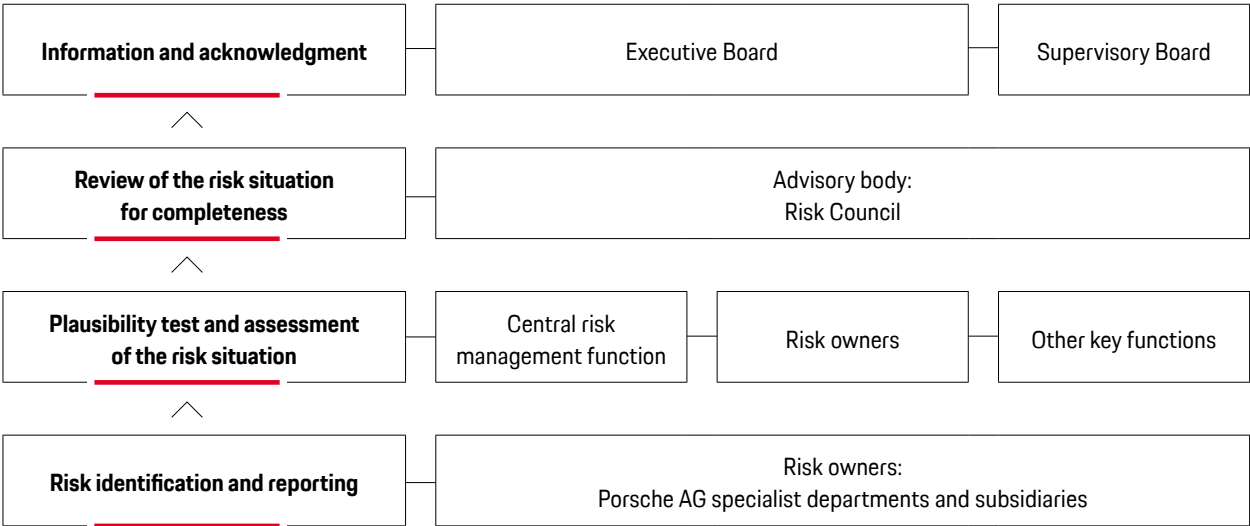 Information and acknowledgment
Executive Board
Supervisory Board
Review of the risk situation
for completeness
Advisory body:
Risk Council
Plausibility test and assessment
of the risk situation
Central risk
management function
Risk owners
Other key functions
Risk identification and reporting
Risk owners:
Porsche AG specialist departments and subsidiaries